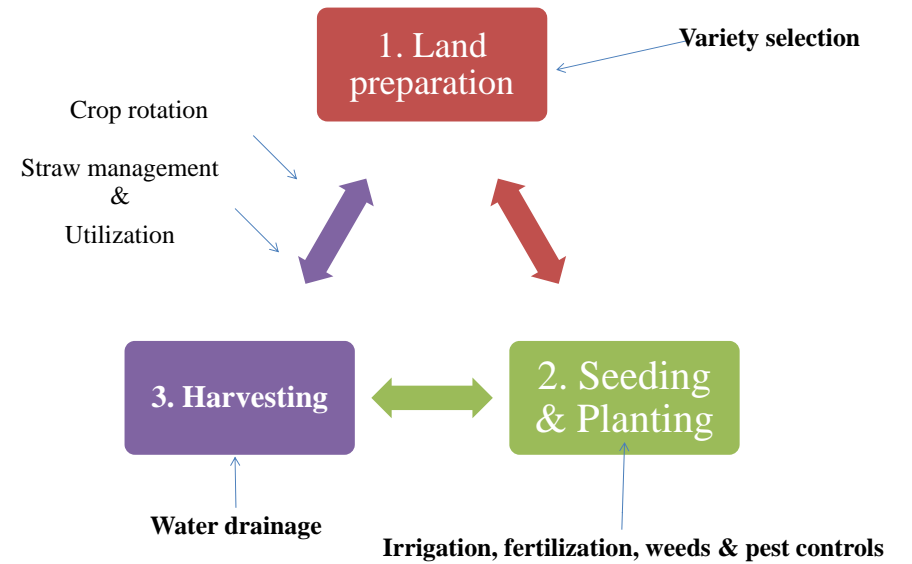 1. Land
preparation
Variety selection
Crop rotation
Straw management
&
Utilization
3. Harvesting
2. Seeding
& Planting
Water drainage
Irrigation, fertilization, weeds & pest controls